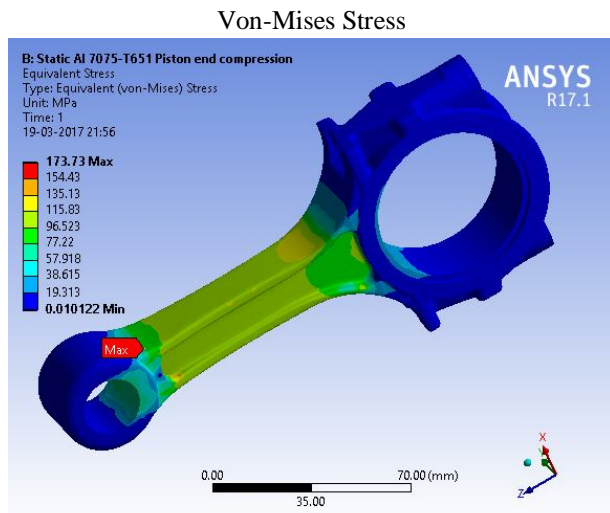 Von-Mises Stress
B: Static Al 7075-T651 Piston end compression
Equivalent Stress
Type: Equivalent (von-Mises) Stress
Unit: MPa
Time: 1
19-03-2017 21:56
ANSYS
R17.1
173.73 Max
154.43
135.13
115.83
96.523
77.22
57.918
38.615
19.313
0.010122 Min
Max
0.00
70.00 (mm)
35.00
X
Z